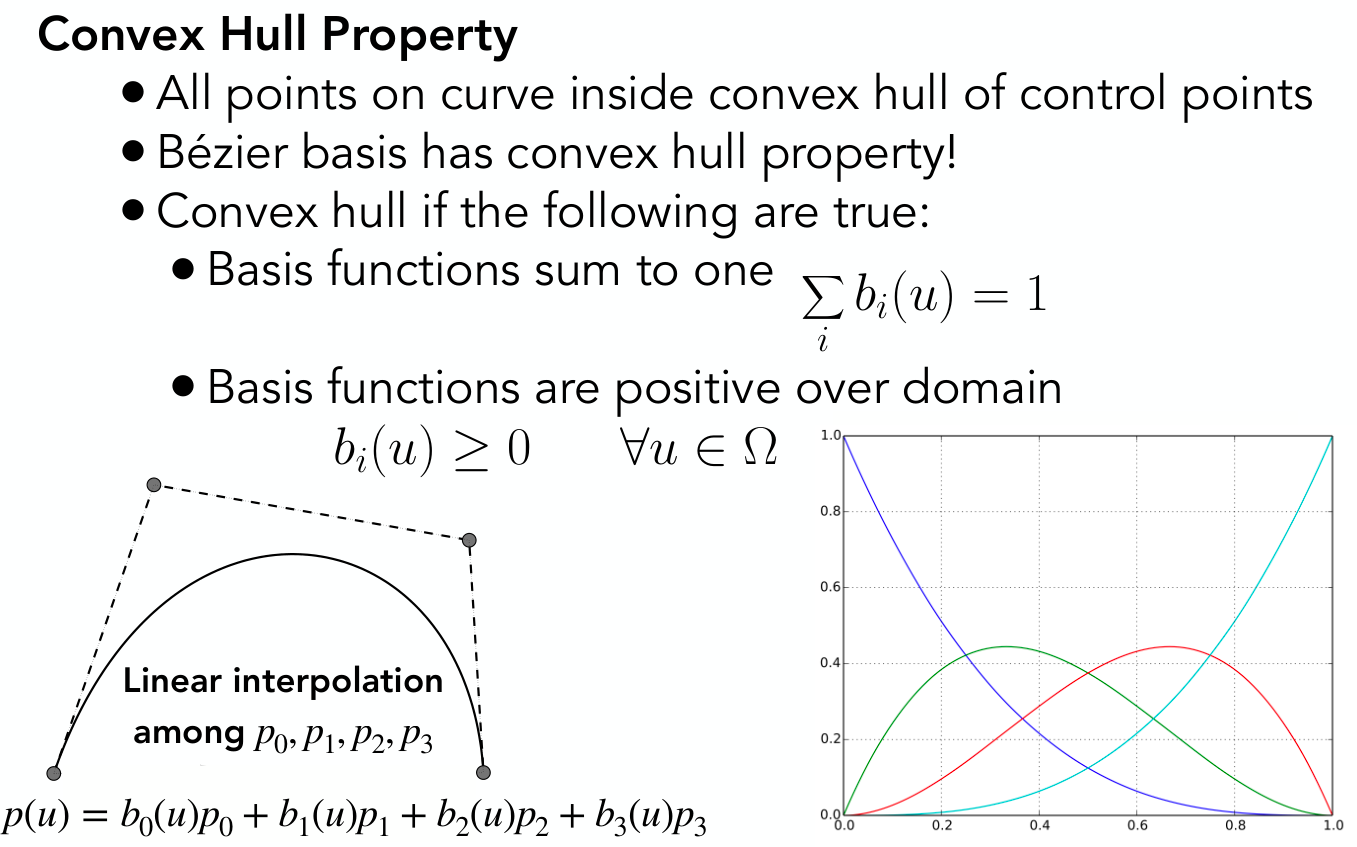 Convex Hull Property
• All points on curve inside convex hull of control points
• Bézier basis has convex hull property!
• Convex hull if the following are true:
• Basis functions sum to one ∑_i b_i(u) = 1
• Basis functions are positive over domain
b_i(u) ≥ 0 ∀u ∈ Ω
Linear interpolation
among p_0, p_1, p_2, p_3
p(u) = b_0(u)p_0 + b_1(u)p_1 + b_2(u)p_2 + b_3(u)p_3
1.0
0.8
0.6
0.4
0.2
0.0
0.0 0.2 0.4 0.6 0.8 1.0